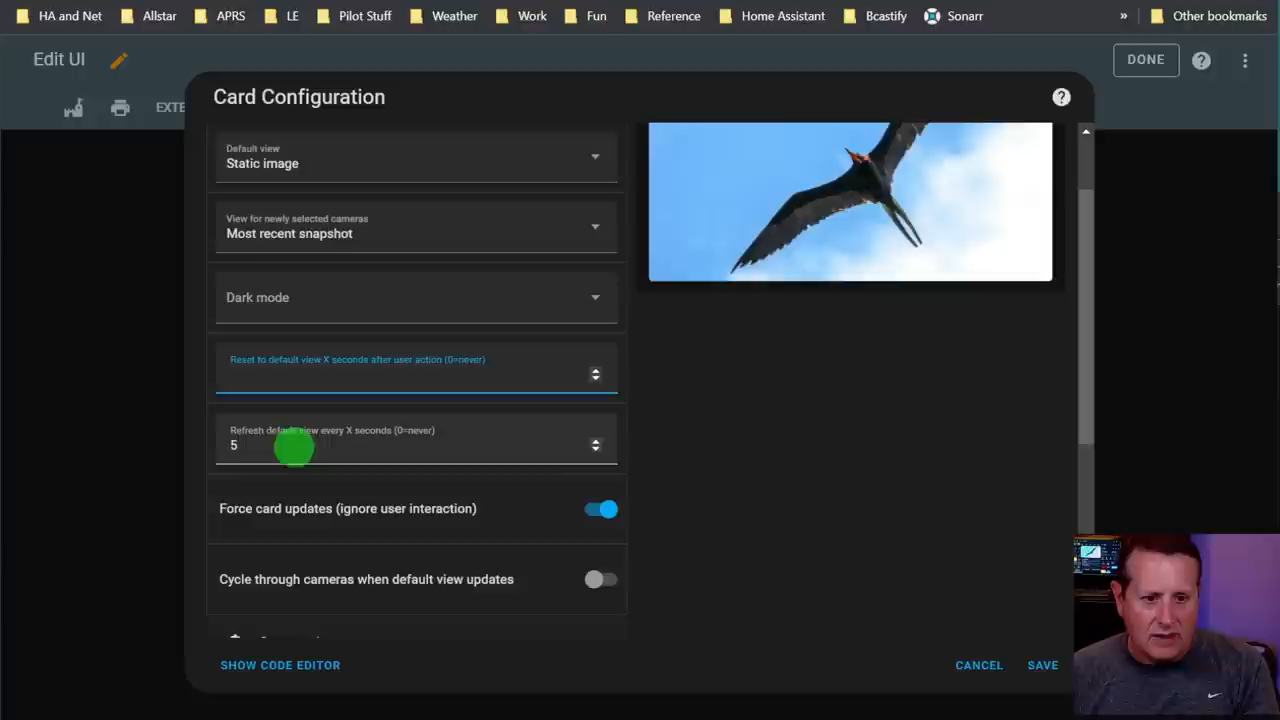 HA and Net
Allstar
APRS
LE
Pilot Stuff
Weather
Work
Fun
Reference
Home Assistant
Bcastify
Sonarr
»
Other bookmarks
Edit UI
DONE
EXTE
Card Configuration
Default view
Static image
View for newly selected cameras
Most recent snapshot
Dark mode
Reset to default view X seconds after user action (0=never)
Refresh default view every X seconds (0=never)
5
Force card updates (ignore user interaction)
Cycle through cameras when default view updates
SHOW CODE EDITOR
CANCEL
SAVE